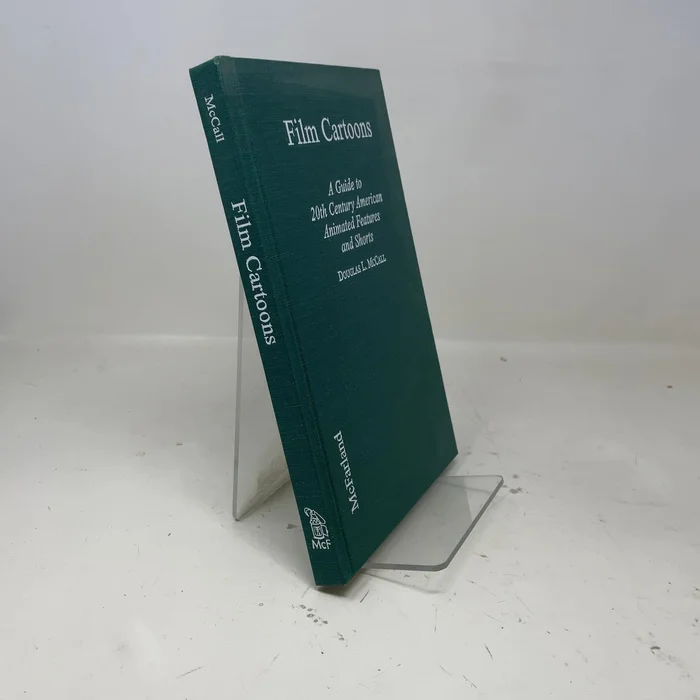 McCall
Film Cartoons
McF
Film Cartoons
A Guide to
20th Century American
Animated Features
and Shorts
Douglas L. McCall
McFarland